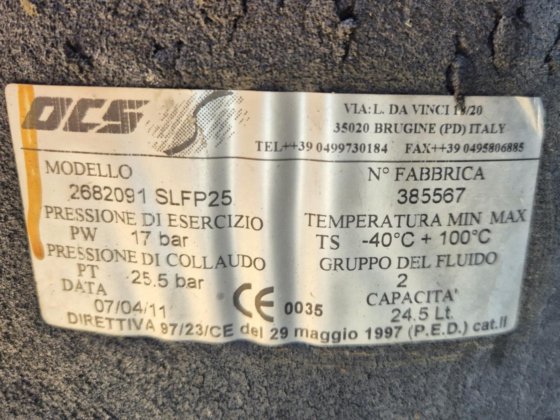 OCS
VIA: L. DA VINCI 18/20
35020 BRUGINE (PD) ITALY
TEL++39 0499730184 FAX++39 0495806885
MODELLO
2682091 SLFP25
N° FABBRICA
385567
PRESSIONE DI ESERCIZIO
PW 17 bar
TEMPERATURA MIN MAX
TS -40°C + 100°C
PRESSIONE DI COLLAUDO
PT 25.5 bar
GRUPPO DEL FLUIDO
2
DATA
07/04/11
CE 0035
CAPACITA'
24.5 Lt.
DIRETTIVA 97/23/CE del 29 maggio 1997 (P.E.D.) cat.II